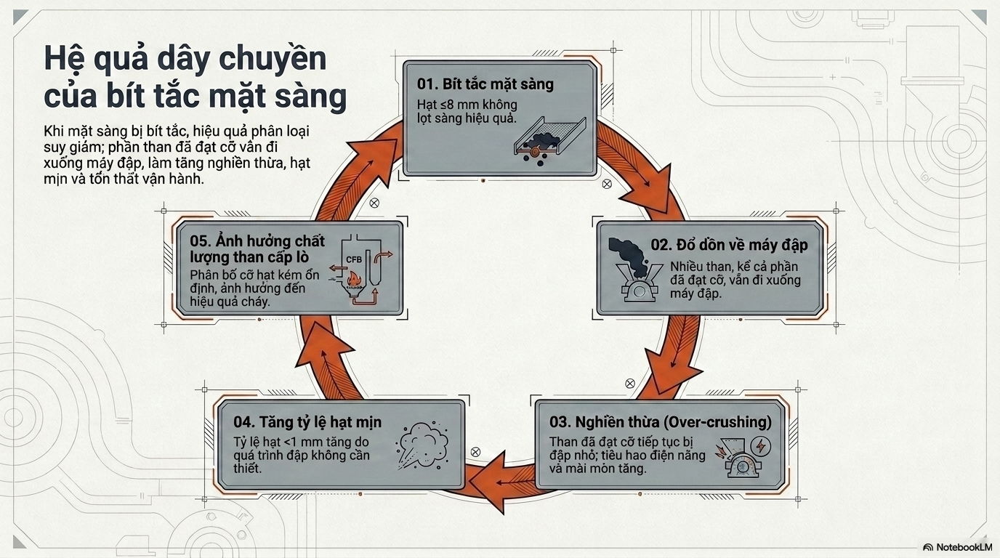 Hệ quả dây chuyền
của bít tắc mặt sàng
Khi mặt sàng bị bít tắc, hiệu quả phân loại
suy giảm; phần than đã đạt cỡ vẫn đi
xuống máy đập, làm tăng nghiền thừa, hạt
mịn và tổn thất vận hành.
01. Bít tắc mặt sàng
Hạt ≤8 mm không
lọt sàng hiệu quả.
02. Đổ dồn về máy đập
Nhiều than, kể cả phần
đã đạt cỡ, vẫn đi xuống
máy đập.
03. Nghiền thừa (Over-crushing)
Than đã đạt cỡ tiếp tục bị
đập nhỏ; tiêu hao điện năng
và mài mòn tăng.
04. Tăng tỷ lệ hạt mịn
Tỷ lệ hạt <1 mm tăng do
quá trình đập không cần
thiết.
05. Ảnh hưởng chất
lượng than cấp lò
Phân bố cỡ hạt kém ổn
định, ảnh hưởng đến
hiệu quả cháy.
CFB
NotebookLM